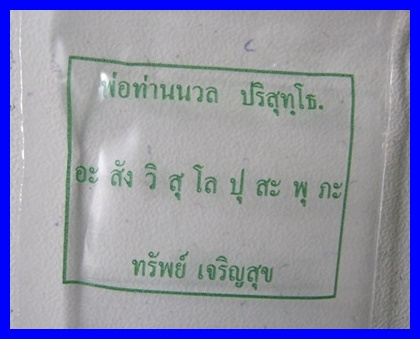 พ่อท่านนวล ปริสุทฺโธ.
อะ สัง วิ สุ โล ปุ สะ พุ ภะ
ทรัพย์ เจริญสุข